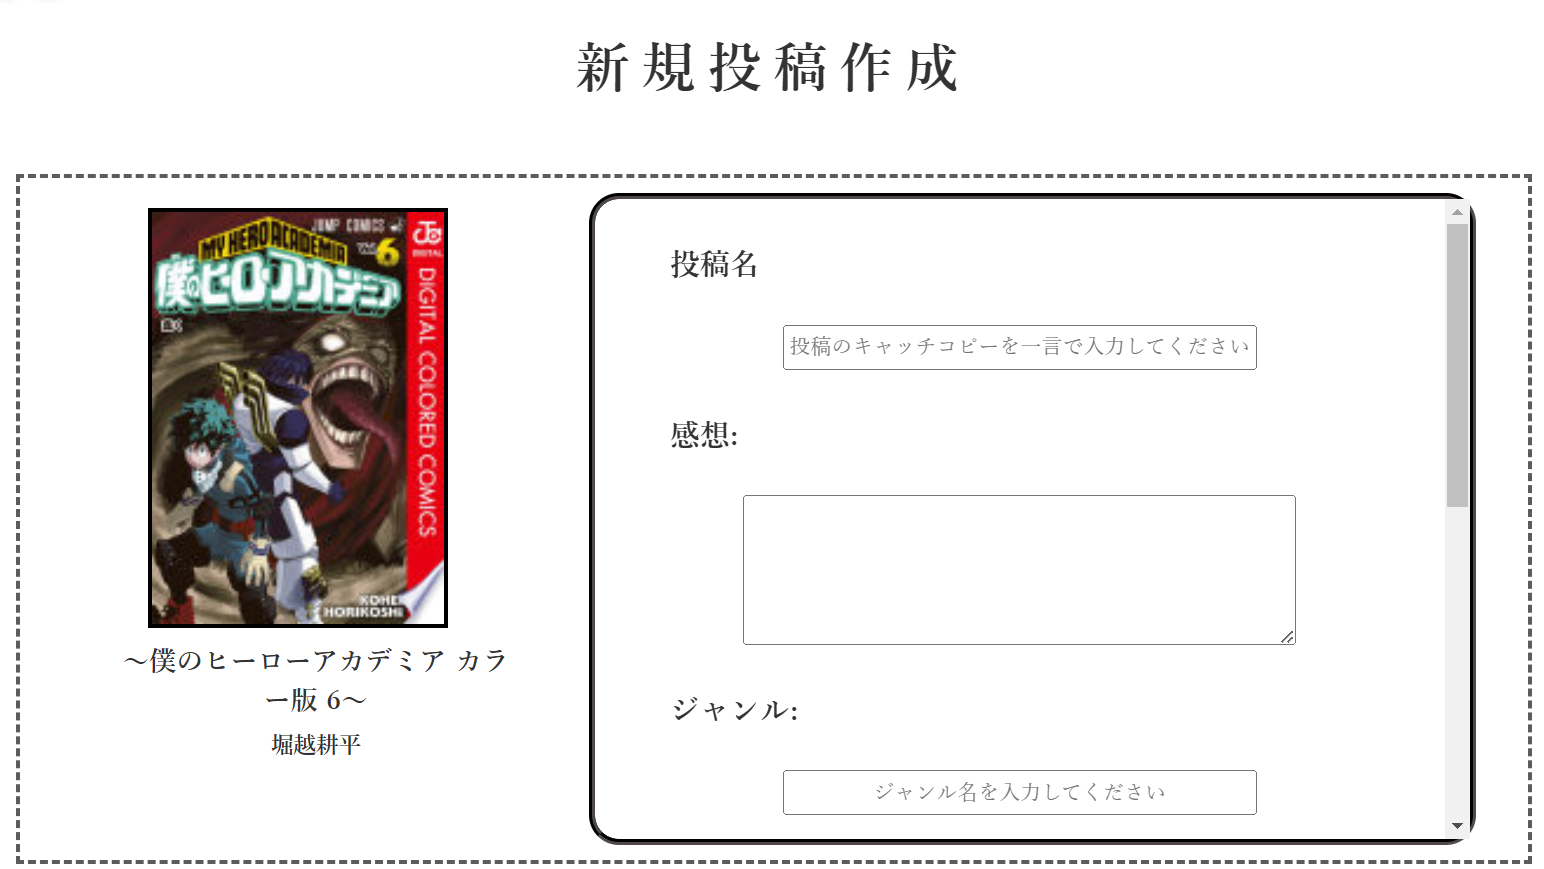 新規投稿作成
JUMP COMICS
MY HERO ACADEMIA
Vol.6
僕のヒーローアカデミア
DIGITAL
DIGITAL COLORED COMICS
KOHEI
HORIKOSHI
〜僕のヒーローアカデミア カラ
ー版 6〜
堀越耕平
投稿名
投稿のキャッチコピーを一言で入力してください
感想:
ジャンル:
ジャンル名を入力してください